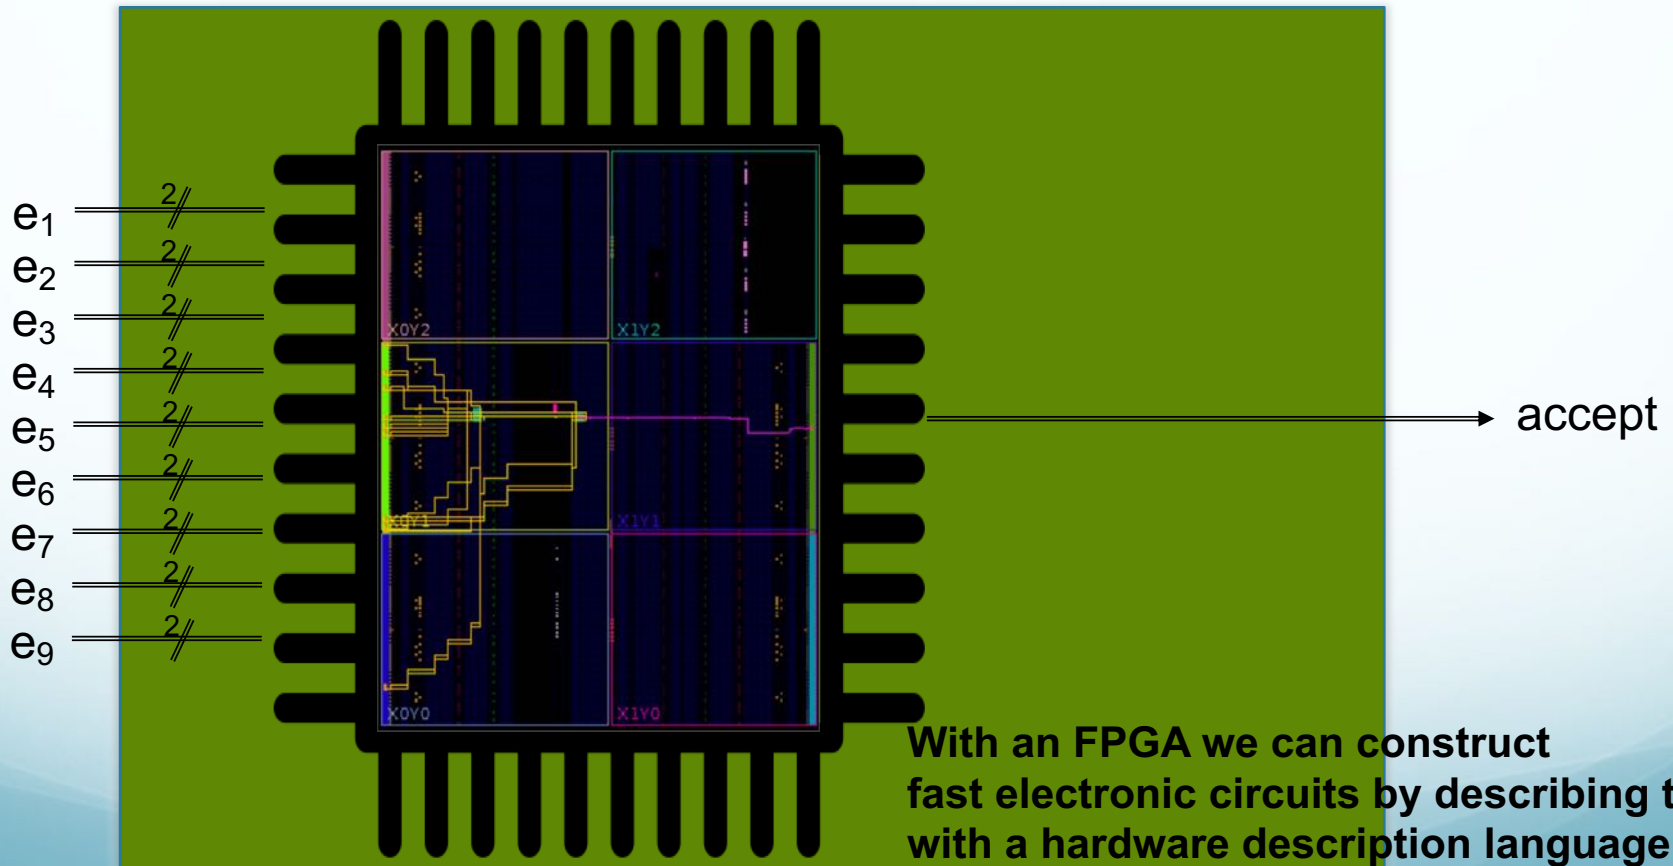 e₁ 2
e₂ 2
e₃ 2
e₄ 2
e₅ 2
e₆ 2
e₇ 2
e₈ 2
e₉ 2
X0Y2
X1Y2
X0Y1
X1Y1
X0Y0
X1Y0
accept
With an FPGA we can construct
fast electronic circuits by describing
with a hardware description language